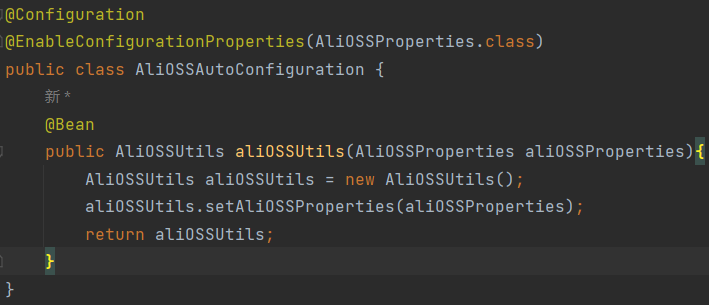 @Configuration
@EnableConfigurationProperties(AliOSSProperties.class)
public class AliOSSAutoConfiguration {
新 *
@Bean
public AliOSSUtils aliOSSUtils(AliOSSProperties aliOSSProperties){
AliOSSUtils aliOSSUtils = new AliOSSUtils();
aliOSSUtils.setAliOSSProperties(aliOSSProperties);
return aliOSSUtils;
}
}